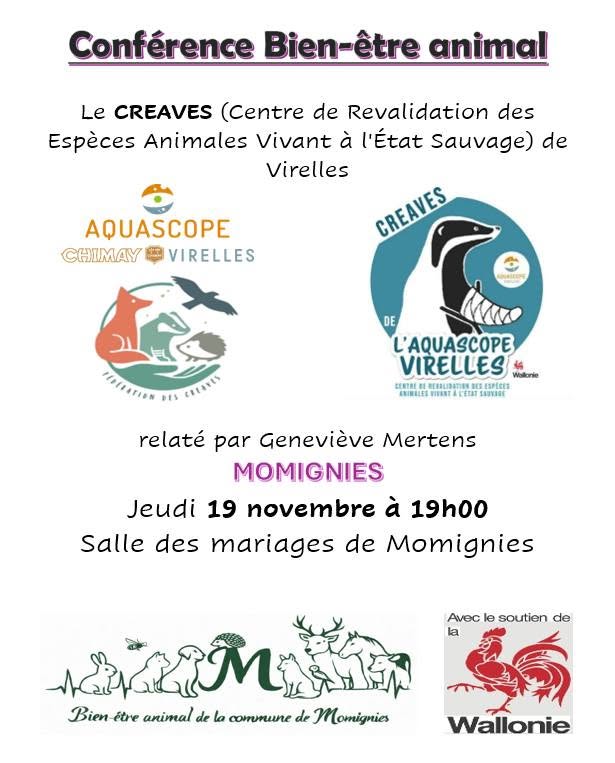 Conférence Bien-être animal
Le CREAVES (Centre de Revalidation des
Espèces Animales Vivant à l'État Sauvage) de
Virelles
AQUASCOPE
CHIMAY VIRELLES
FÉDÉRATION DES CREAVES
CREAVES
AQUASCOPE
DE
L'AQUASCOPE
VIRELLES
Wallonie
CENTRE DE REVALIDATION DES ESPÈCES
ANIMALES VIVANT À L'ÉTAT SAUVAGE
relaté par Geneviève Mertens
MOMIGNIES
Jeudi 19 novembre à 19h00
Salle des mariages de Momignies
M
Bien-être animal de la commune de Momignies
Avec le soutien de
la
Wallonie